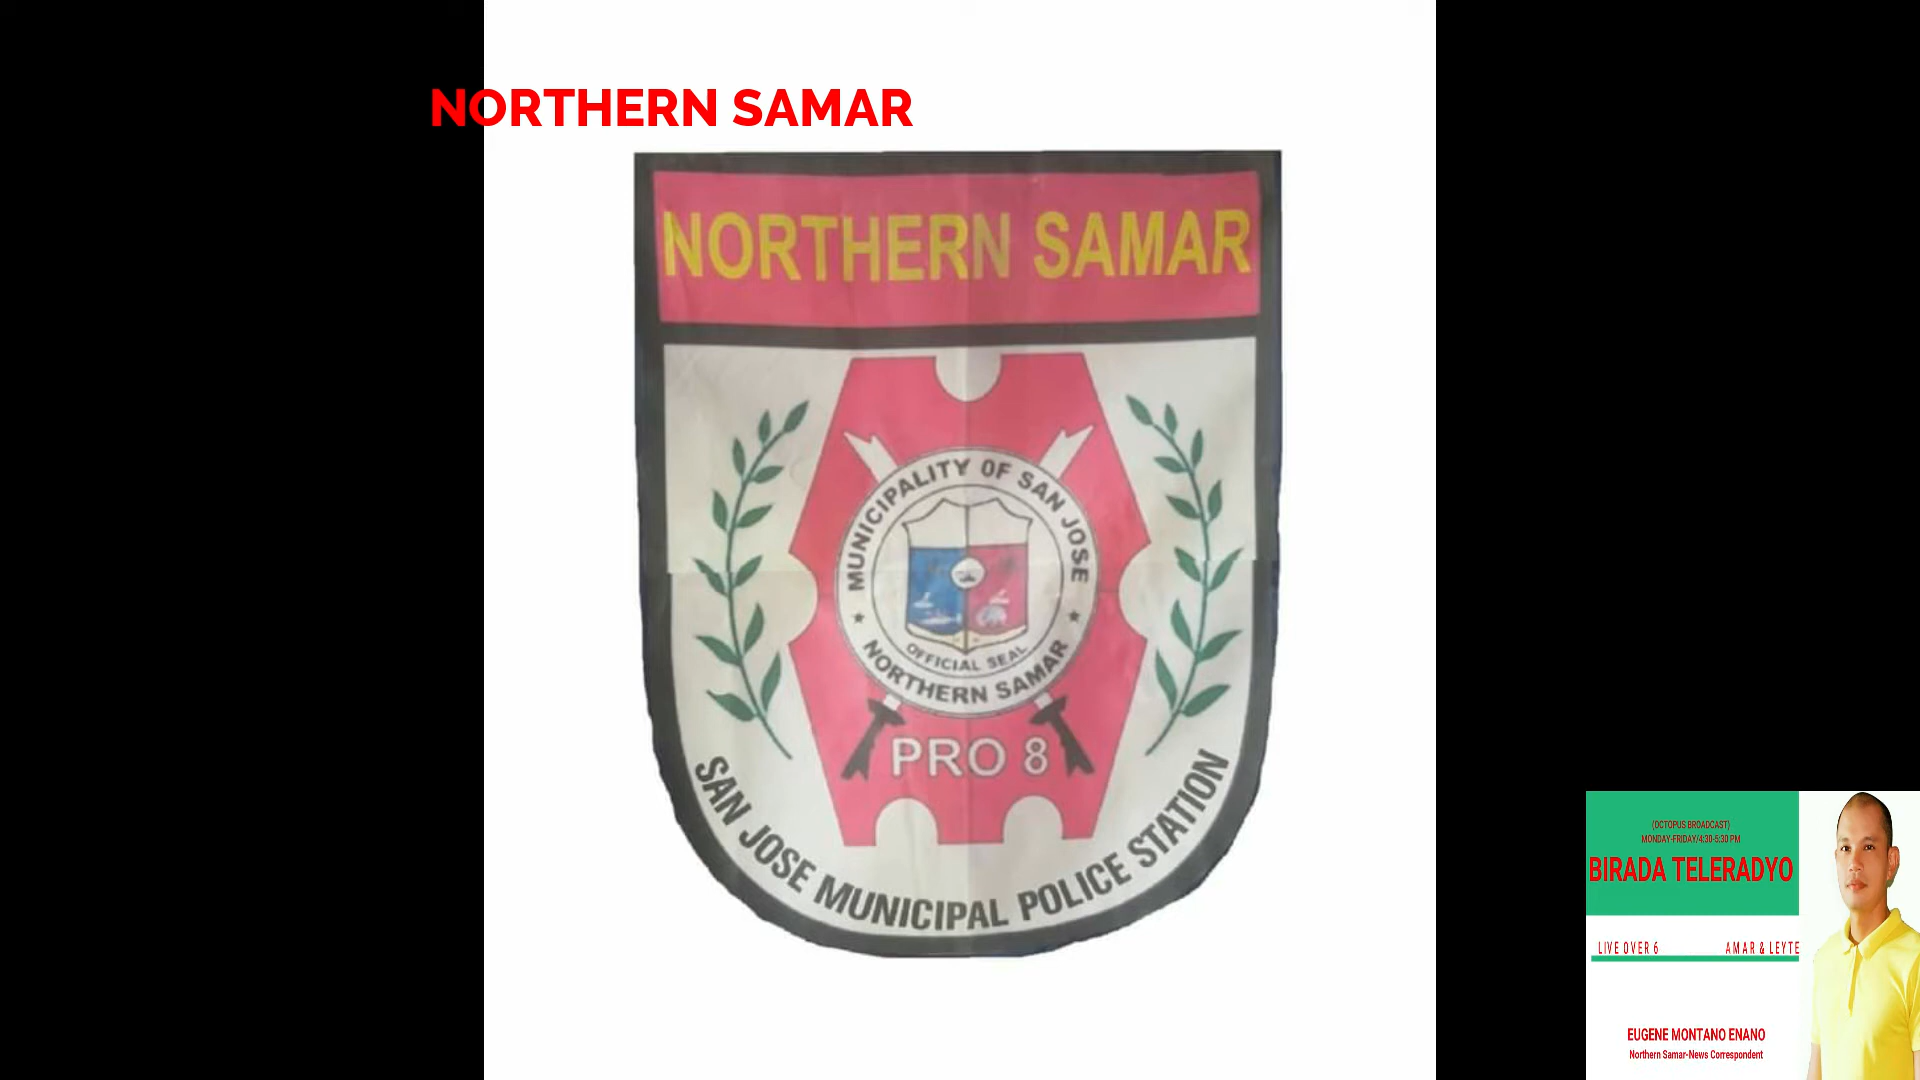 NORTHERN SAMAR
NORTHERN SAMAR
MUNICIPALITY OF SAN JOSE
OFFICIAL SEAL
NORTHERN SAMAR
PRO 8
SAN JOSE MUNICIPAL POLICE STATION
(OCTOPUS BROADCAST)
MONDAY-FRIDAY/4:30-5:30 PM
BIRADA TELERADYO
LIVE OVER 6 AMAR & LEYTE
EUGENE MONTANO ENANO
Northern Samar-News Correspondent